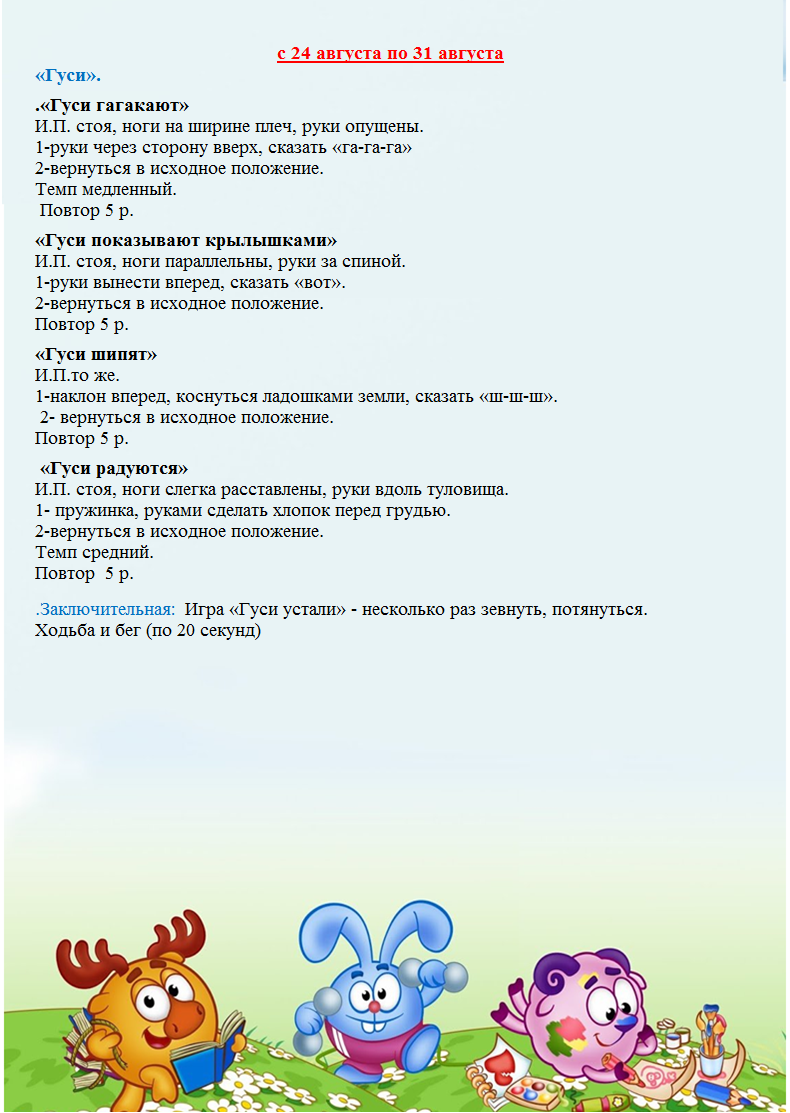 с 24 августа по 31 августа
«Гуси».
.«Гуси гагакают»
И.П. стоя, ноги на ширине плеч, руки опущены.
1-руки через сторону вверх, сказать «га-га-га»
2-вернуться в исходное положение.
Темп медленный.
Повтор 5 р.
«Гуси показывают крылышками»
И.П. стоя, ноги параллельны, руки за спиной.
1-руки вынести вперед, сказать «вот».
2-вернуться в исходное положение.
Повтор 5 р.
«Гуси шипят»
И.П.то же.
1-наклон вперед, коснуться ладошками земли, сказать «ш-ш-ш».
2- вернуться в исходное положение.
Повтор 5 р.
«Гуси радуются»
И.П. стоя, ноги слегка расставлены, руки вдоль туловища.
1- пружинка, руками сделать хлопок перед грудью.
2-вернуться в исходное положение.
Темп средний.
Повтор  5 р.
.Заключительная:  Игра «Гуси устали» - несколько раз зевнуть, потянуться.
Ходьба и бег (по 20 секунд)